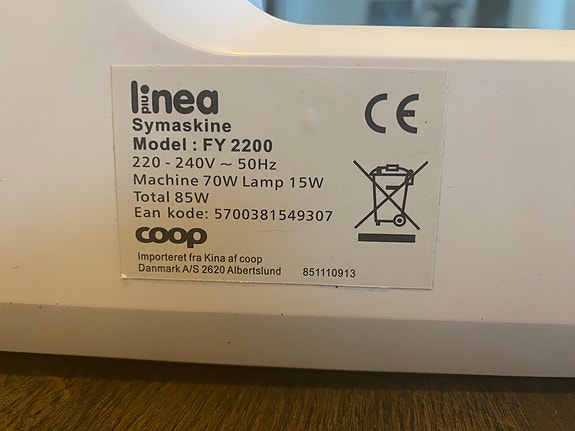 linea
plus
Symaskine
Model : FY 2200
220 - 240V ~ 50Hz
Machine 70W Lamp 15W
Total 85W
Ean kode: 5700381549307
coop
Importeret fra Kina af coop
Danmark A/S 2620 Albertslund 851110913
CE